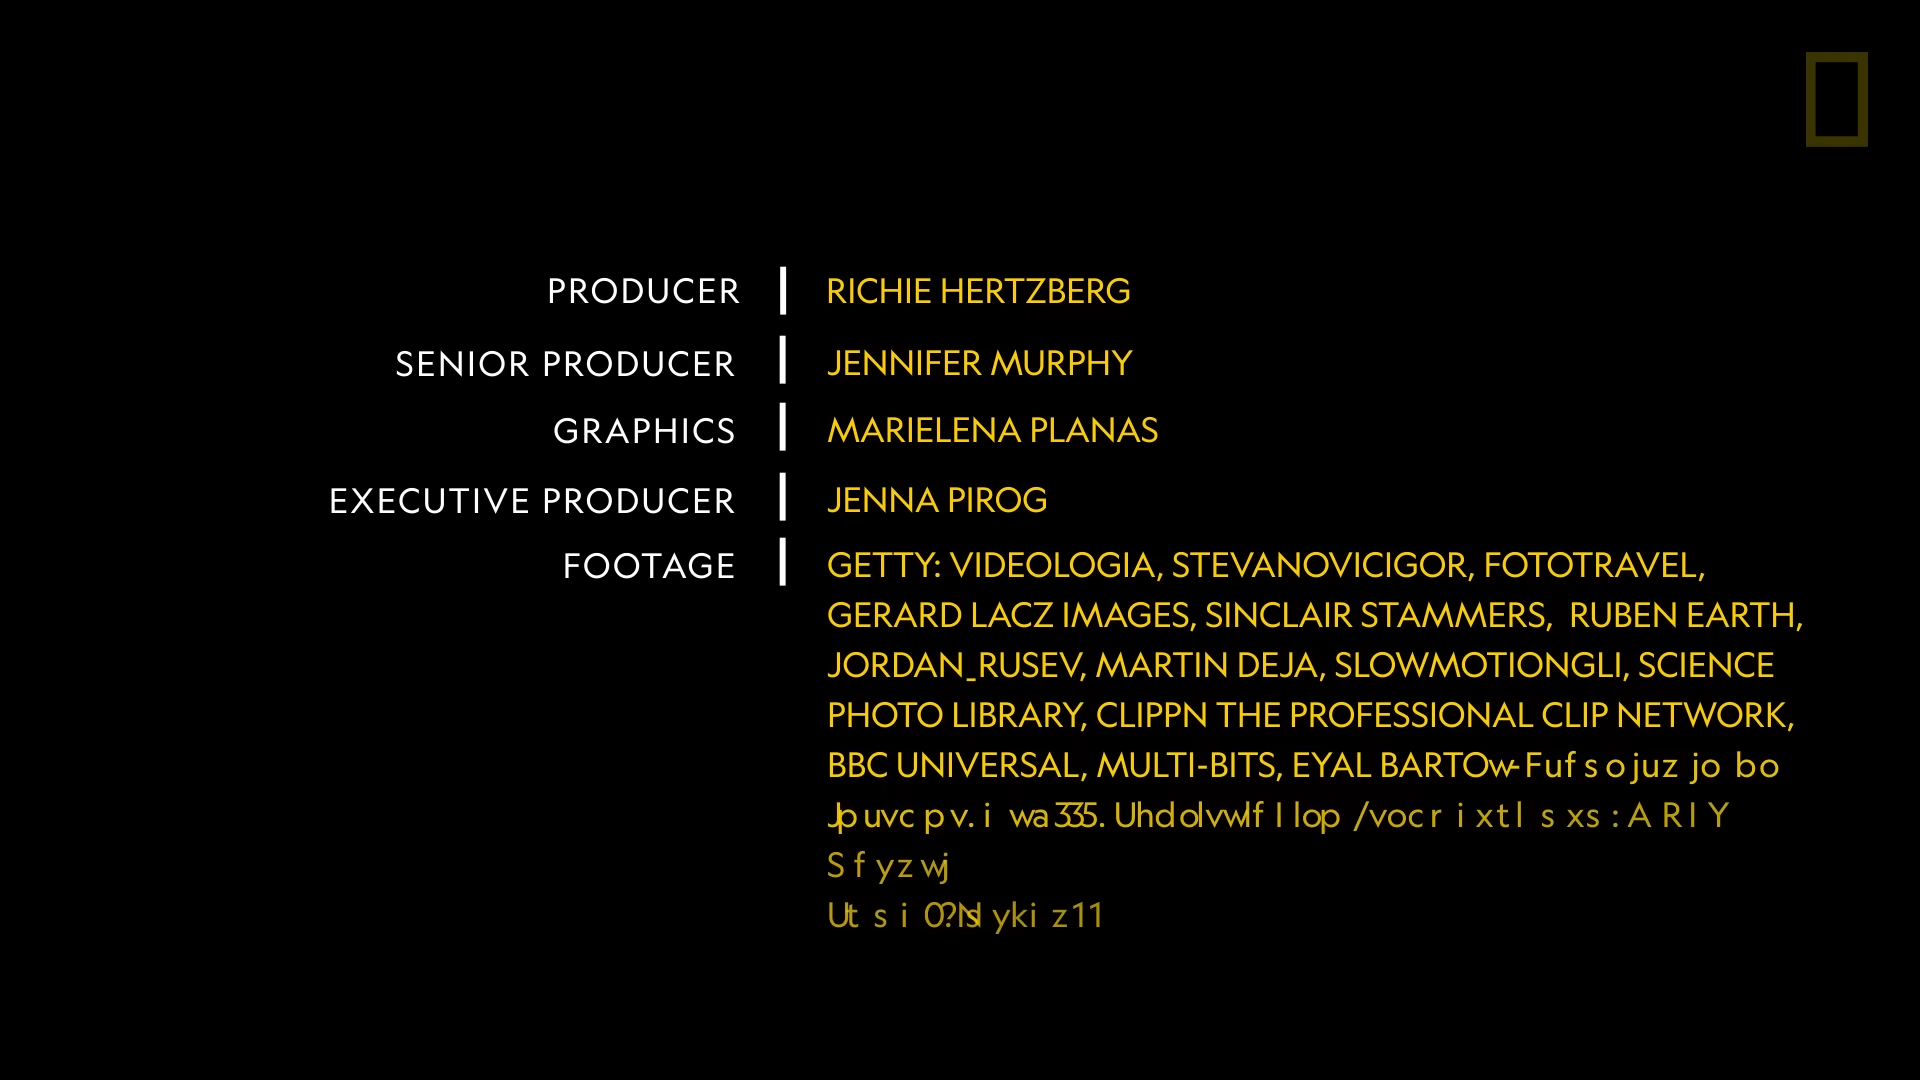 PRODUCER | RICHIE HERTZBERG
SENIOR PRODUCER | JENNIFER MURPHY
GRAPHICS | MARIELENA PLANAS
EXECUTIVE PRODUCER | JENNA PIROG
FOOTAGE | GETTY: VIDEOLOGIA, STEVANOVICIGOR, FOTOTRAVEL,
GERARD LACZ IMAGES, SINCLAIR STAMMERS, RUBEN EARTH,
JORDAN_RUSEV, MARTIN DEJA, SLOWMOTIONGLI, SCIENCE
PHOTO LIBRARY, CLIPPN THE PROFESSIONAL CLIP NETWORK,
BBC UNIVERSAL, MULTI-BITS, EYAL